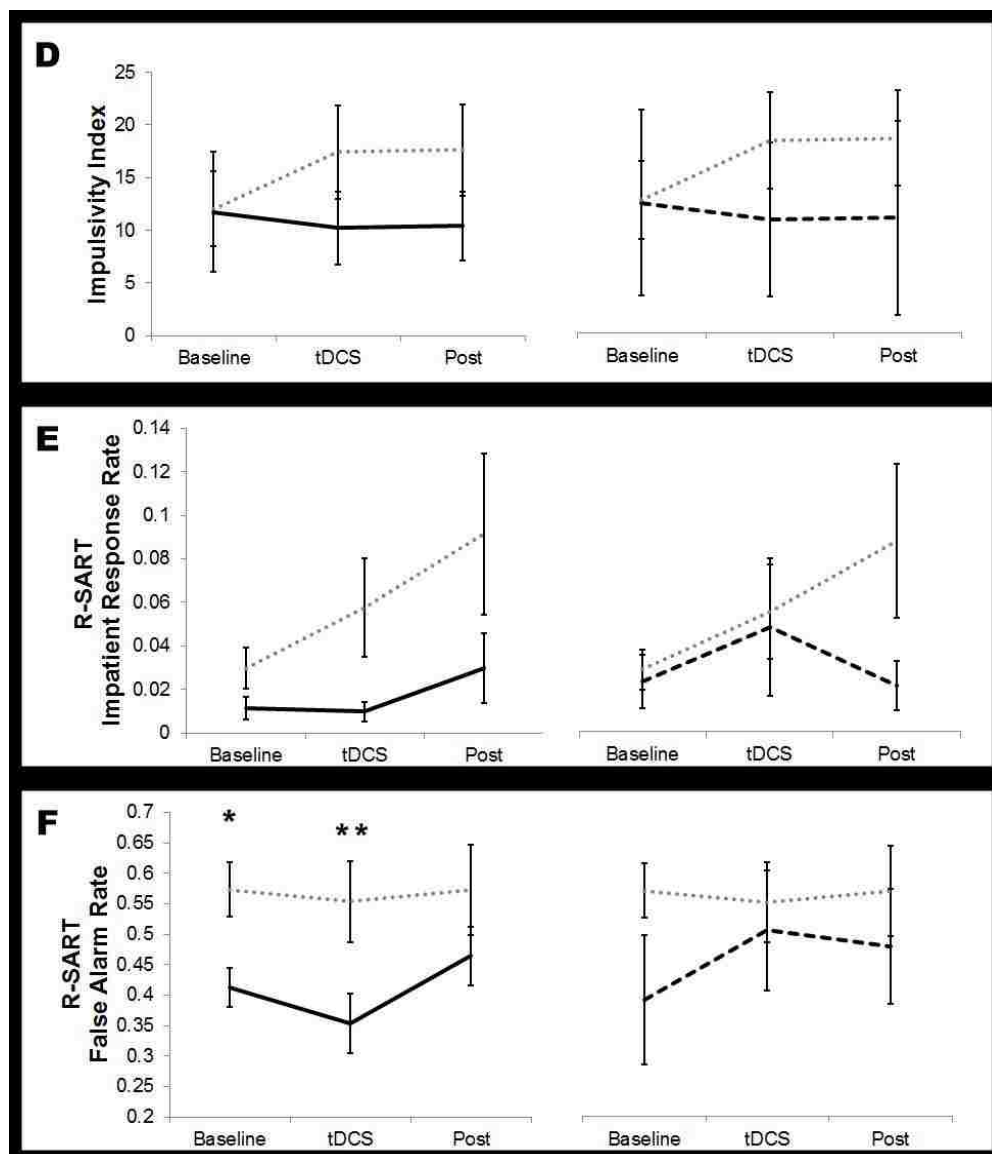 D
Impulsivity Index
25
20
15
10
5
0
Baseline tDCS Post
Baseline tDCS Post
E
R-SART
Impatient Response Rate
0.14
0.12
0.1
0.08
0.06
0.04
0.02
0
Baseline tDCS Post
Baseline tDCS Post
F
R-SART
False Alarm Rate
0.7
0.65
0.6
0.55
0.5
0.45
0.4
0.35
0.3
0.25
0.2
* **
Baseline tDCS Post
Baseline tDCS Post